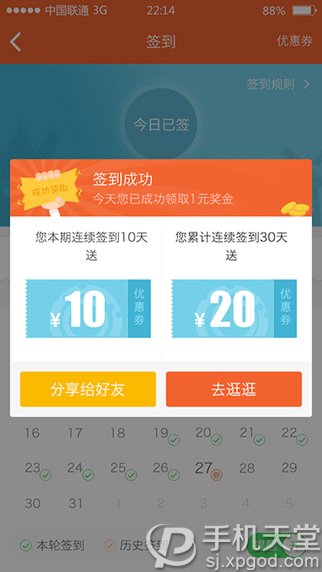 中国联通 3G 22:14 88%
签到 优惠券
签到规则
今日已签
成功领取
签到成功
今天您已成功领取1元奖金
您本期连续签到10天
送
¥10 优惠券
您累计连续签到30天
送
¥20 优惠券
分享给好友 去逛逛
16 17 18 19 20 21 22
23 24 25 26 27 券 28 29
30 31
本轮签到 历史签到
手机天堂
sj.xpgod.com